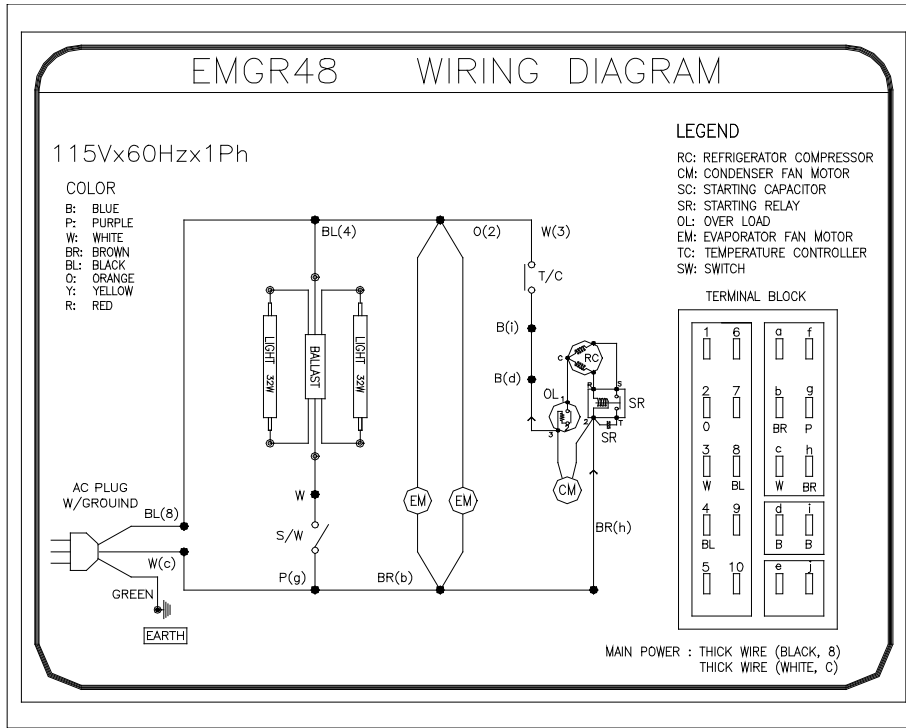 EMGR48 WIRING DIAGRAM
115Vx60Hzx1Ph
COLOR
B: BLUE
P: PURPLE
W: WHITE
BR: BROWN
BL: BLACK
O: ORANGE
Y: YELLOW
R: RED
LEGEND
RC: REFRIGERATOR COMPRESSOR
CM: CONDENSER FAN MOTOR
SC: STARTING CAPACITOR
SR: STARTING RELAY
OL: OVER LOAD
EM: EVAPORATOR FAN MOTOR
TC: TEMPERATURE CONTROLLER
SW: SWITCH
BL(4)
O(2)
W(3)
T/C
B(i)
B(d)
LIGHT 32W
BALLAST
LIGHT 32W
C
RC
R
S
SR
OL
1
2
3
2
T
SR
CM
EM
EM
W
S/W
P(g)
BR(b)
BR(h)
AC PLUG
W/GROUND
BL(8)
W(c)
GREEN
EARTH
TERMINAL BLOCK
1 6 a f
2 7 b g
O BR P
3 8 c h
W BL W BR
4 9 d i
BL B B
5 10 e j
MAIN POWER : THICK WIRE (BLACK, 8)
THICK WIRE (WHITE, C)